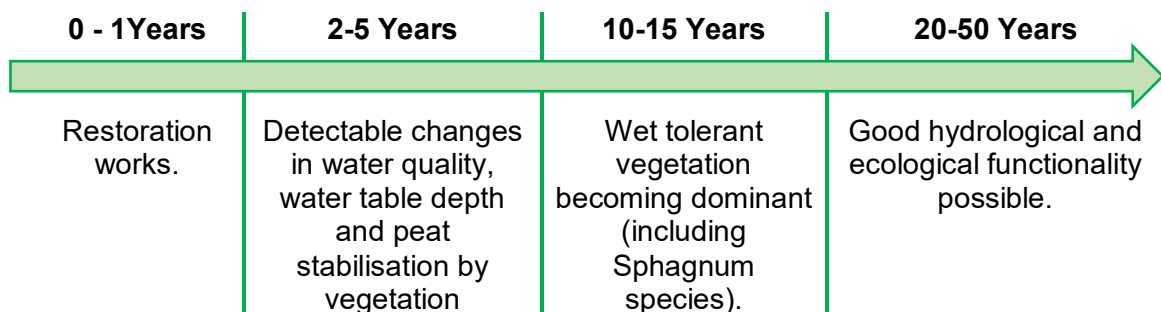 0 - 1Years
2-5 Years
10-15 Years
20-50 Years
Restoration
works.
Detectable changes
in water quality,
water table depth
and peat
stabilisation by
vegetation
Wet tolerant
vegetation
becoming dominant
(including
Sphagnum
species).
Good hydrological and
ecological functionality
possible.